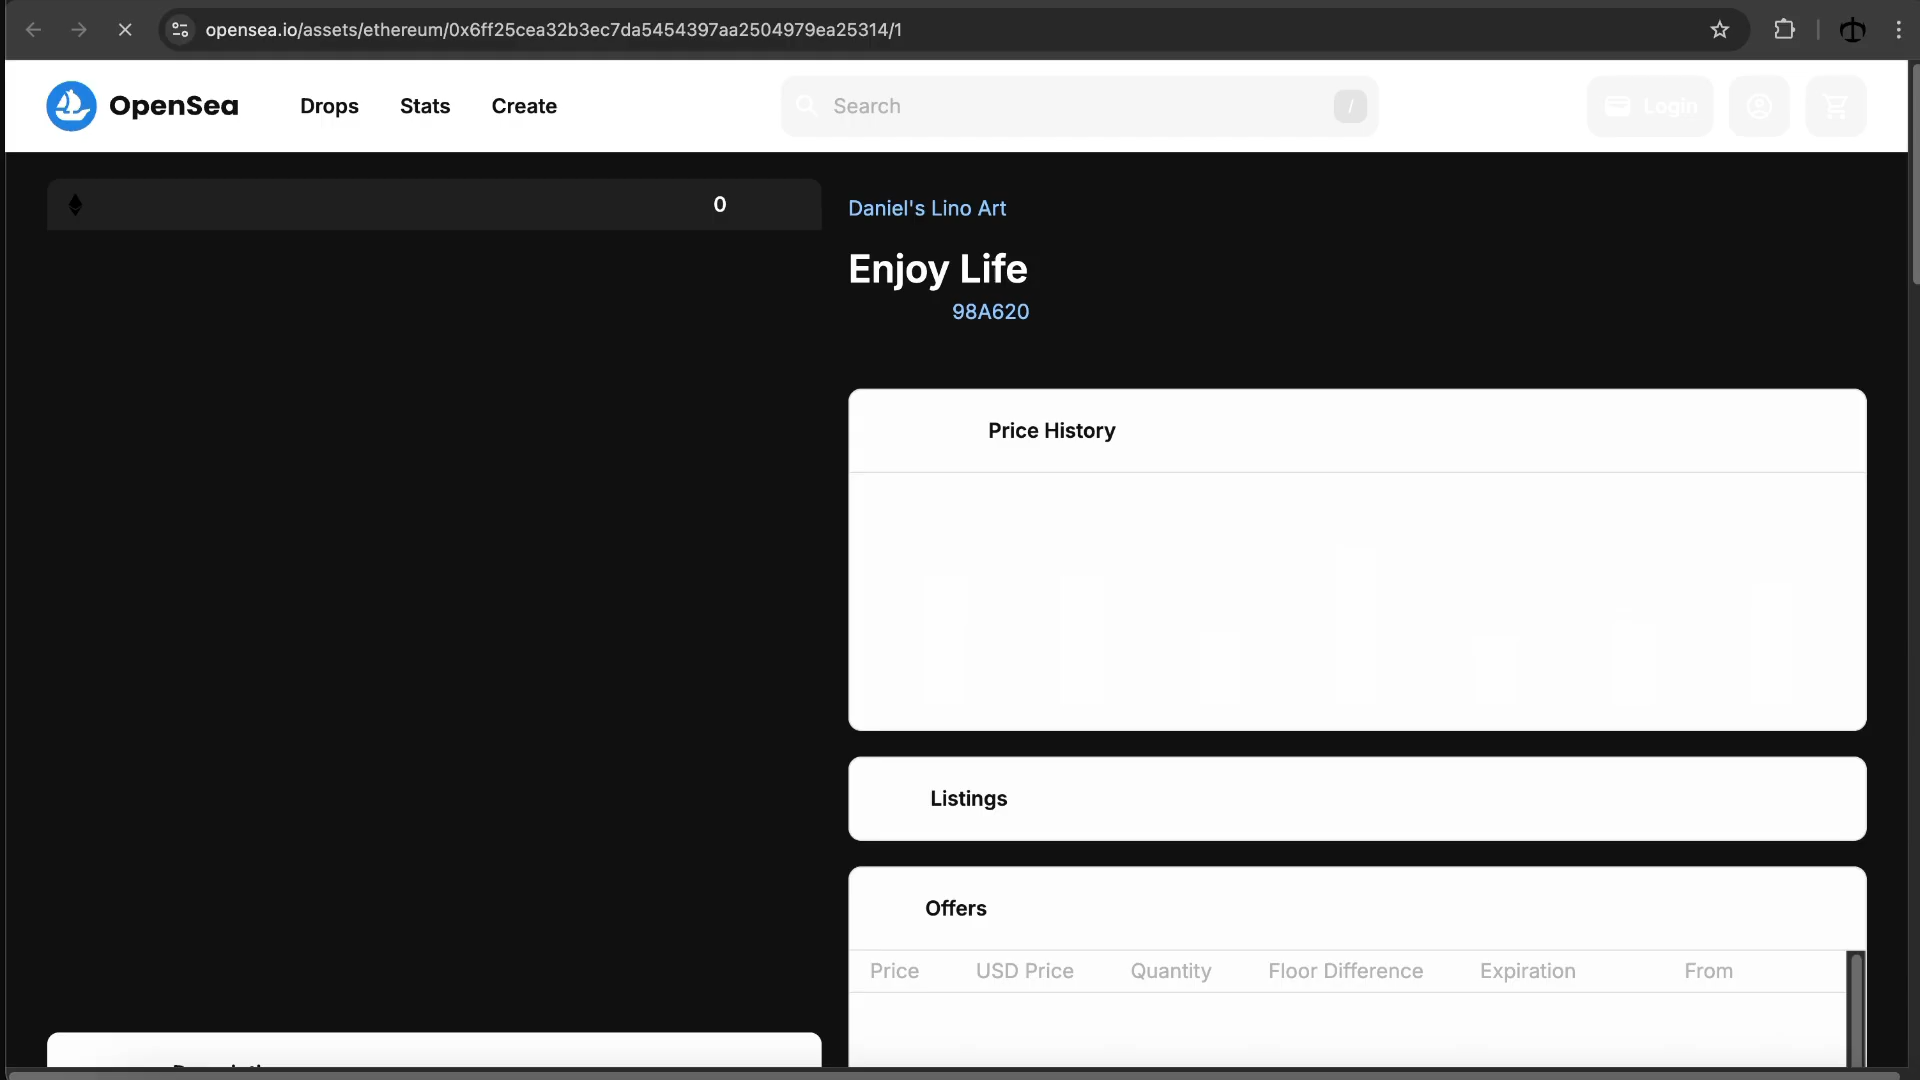 opensea.io/assets/ethereum/0x6ff25cea32b3ec7da5454397aa2504979ea25314/1
OpenSea
Drops
Stats
Create
Search
/
Login
0
Daniel's Lino Art
Enjoy Life
98A620
Price History
Listings
Offers
Price
USD Price
Quantity
Floor Difference
Expiration
From